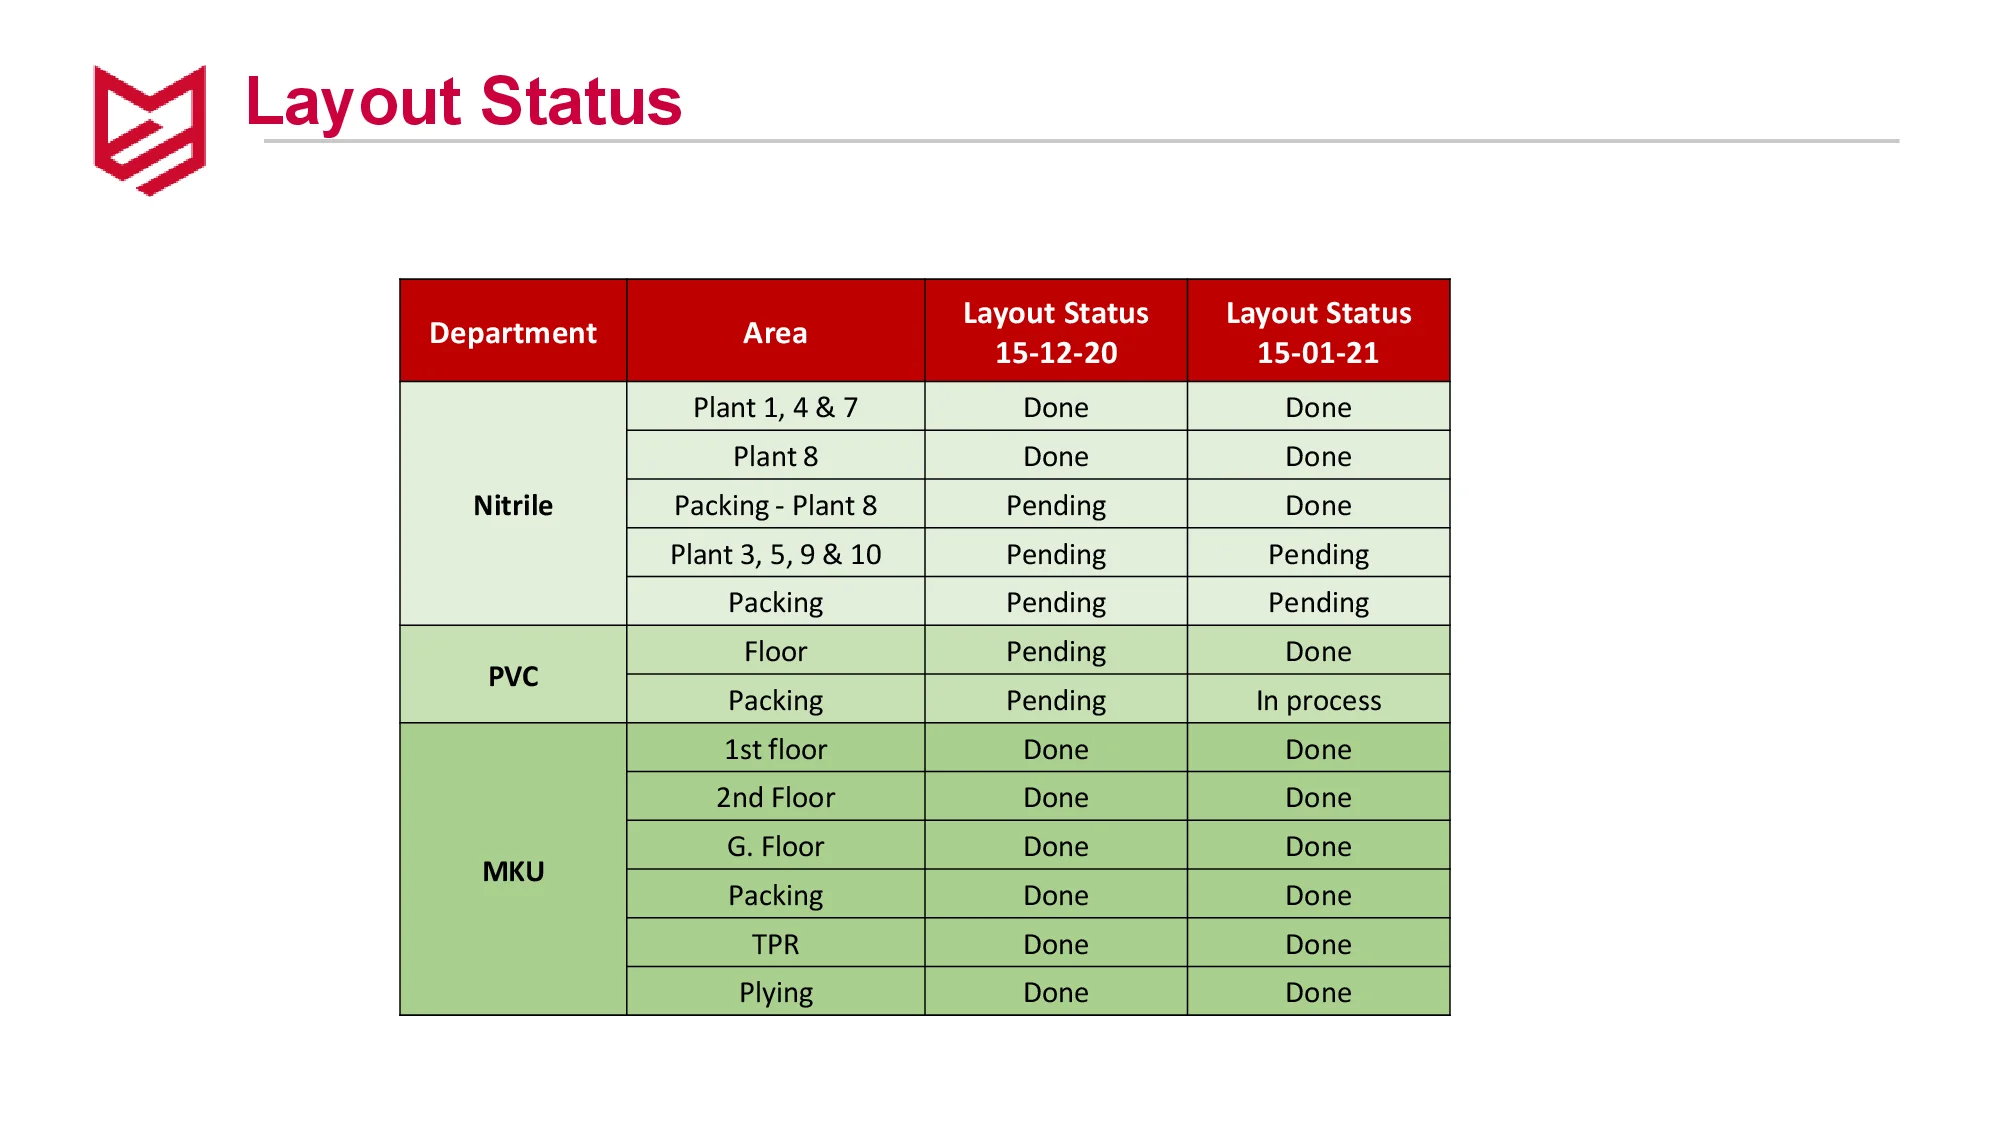 Layout Status
Department Area Layout Status 15-12-20 Layout Status 15-01-21
Nitrile Plant 1, 4 & 7 Done Done
Plant 8 Done Done
Packing - Plant 8 Pending Done
Plant 3, 5, 9 & 10 Pending Pending
Packing Pending Pending
PVC Floor Pending Done
Packing Pending In process
MKU 1st floor Done Done
2nd Floor Done Done
G. Floor Done Done
Packing Done Done
TPR Done Done
Plying Done Done